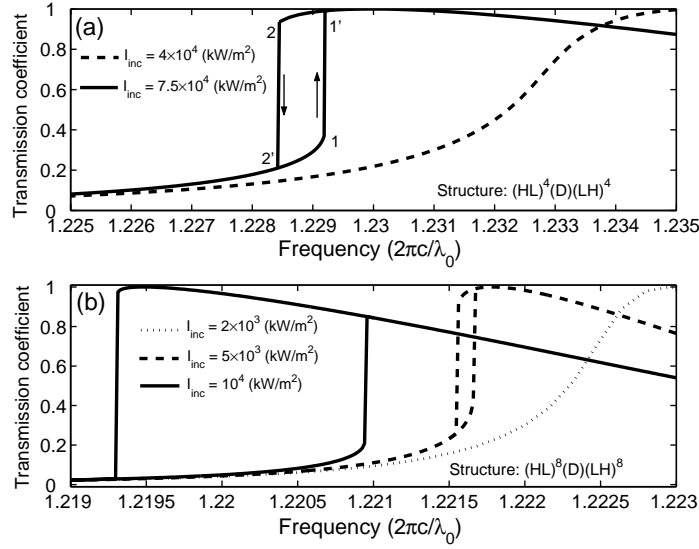 (a)
Transmission coefficient
1
0.8
0.6
0.4
0.2
0
2
1'
I_inc = 4×10^4 (kW/m^2)
I_inc = 7.5×10^4 (kW/m^2)
2'
1
Structure: (HL)^4(D)(LH)^4
1.225 1.226 1.227 1.228 1.229 1.23 1.231 1.232 1.233 1.234 1.235
Frequency (2πc/λ_0)
(b)
Transmission coefficient
1
0.8
0.6
0.4
0.2
0
I_inc = 2×10^3 (kW/m^2)
I_inc = 5×10^3 (kW/m^2)
I_inc = 10^4 (kW/m^2)
Structure: (HL)^8(D)(LH)^8
1.219 1.2195 1.22 1.2205 1.221 1.2215 1.222 1.2225 1.223
Frequency (2πc/λ_0)